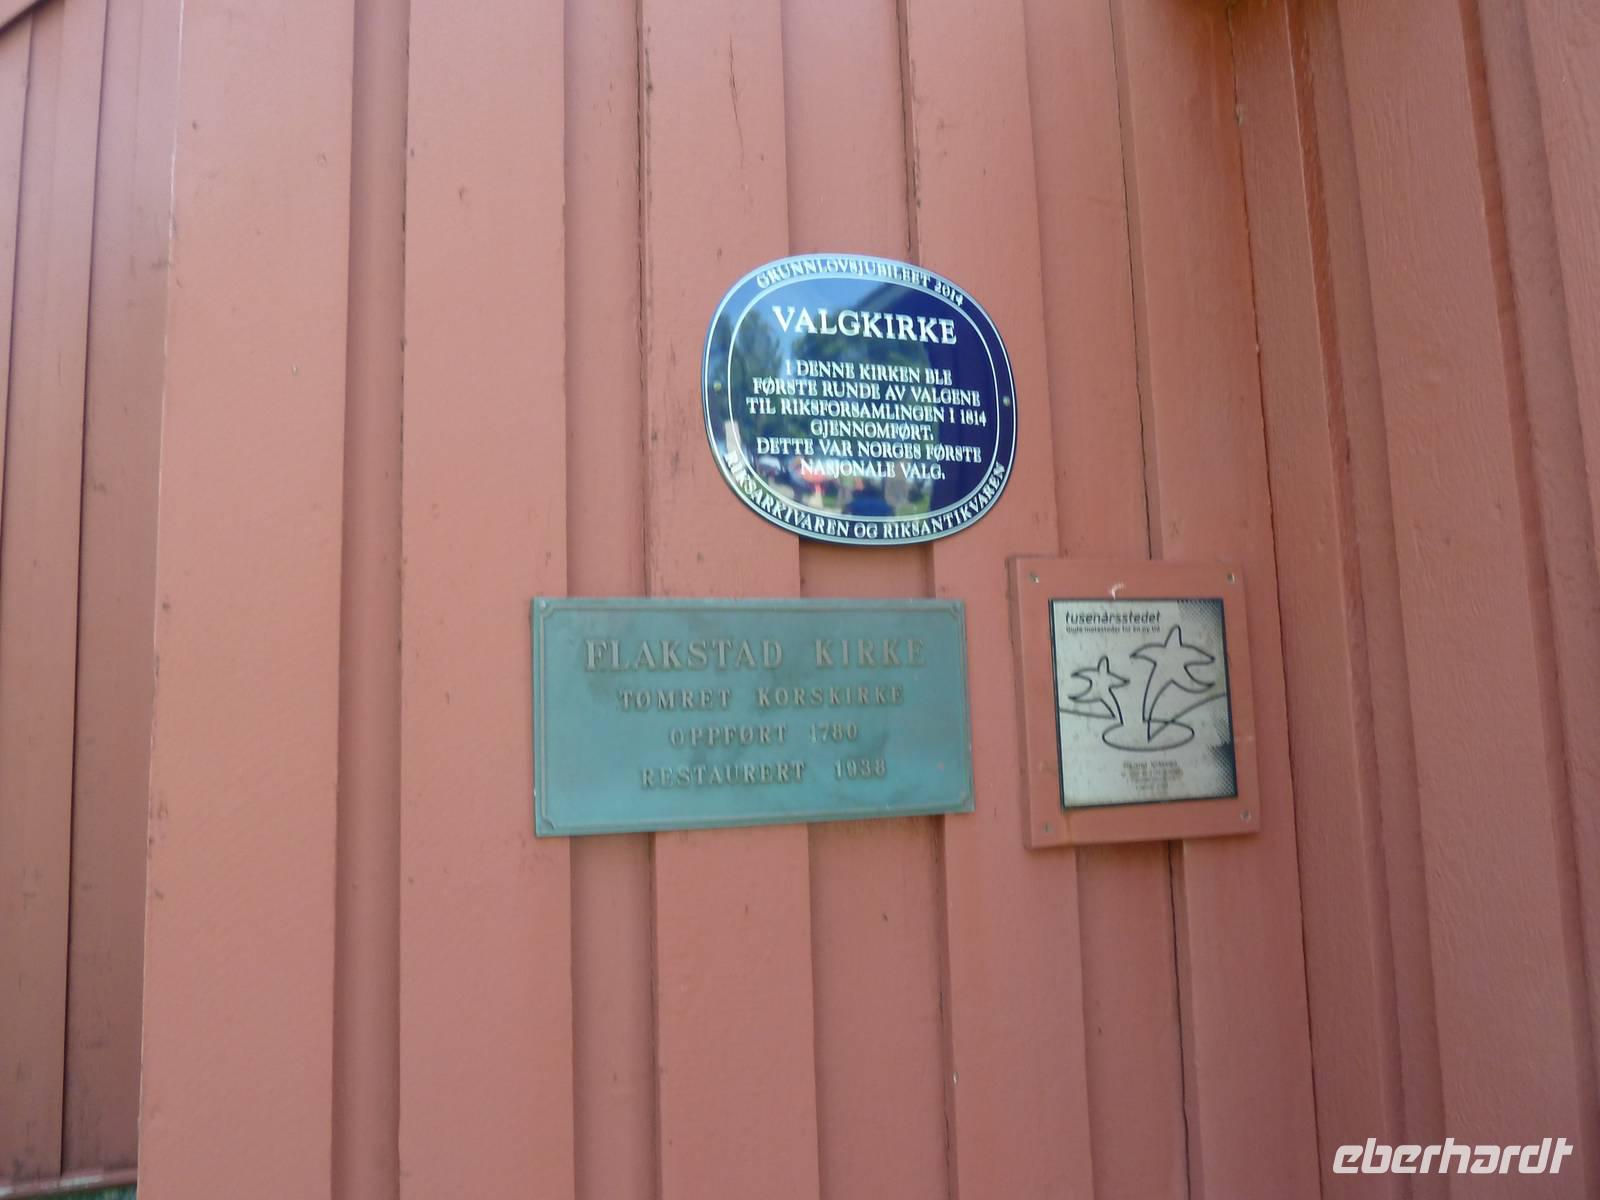 GRUNNLOVSJUBILEET 2014
VALGKIRKE
I DENNE KIRKEN BLE
FØRSTE RUNDE AV VALGENE
TIL RIKSFORSAMLINGEN I 1814
GJENNOMFØRT.
DETTE VAR NORGES FØRSTE
NASJONALE VALG.
RIKSARKIVAREN OG RIKSANTIKVAREN
FLAKSTAD KIRKE
TØMRET KORSKIRKE
OPPFØRT 1780
RESTAURERT 1938
tusenårsstedet
eberhardt